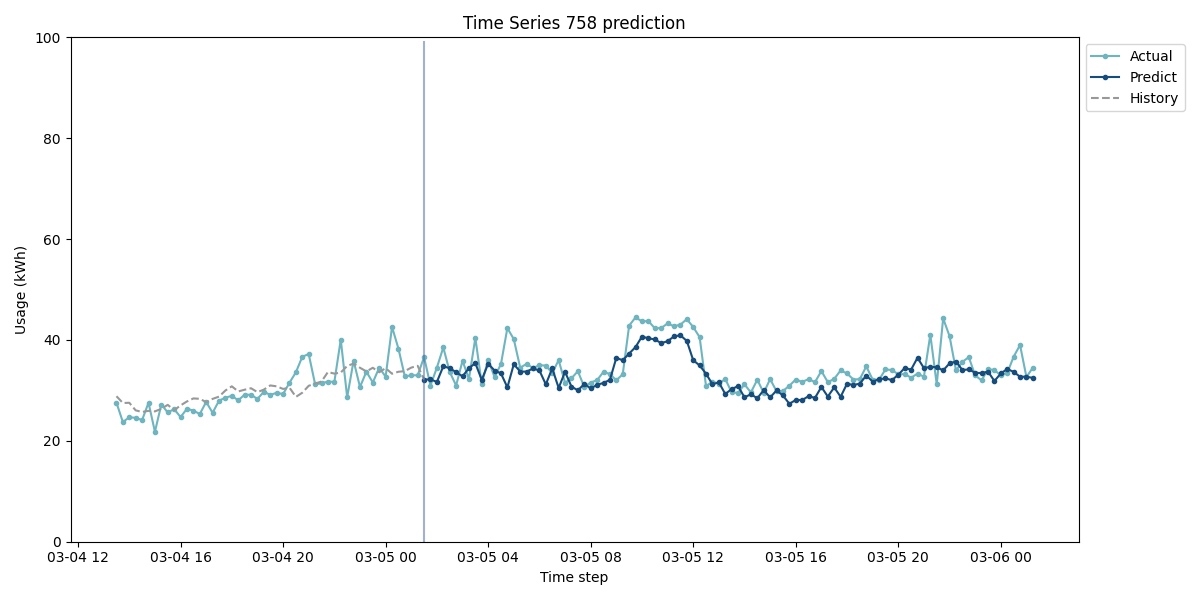 Time Series 758 prediction
100
80
60
40
20
0
Usage (kWh)
03-04 12
03-04 16
03-04 20
03-05 00
03-05 04
03-05 08
03-05 12
03-05 16
03-05 20
03-06 00
Time step
Actual
Predict
History